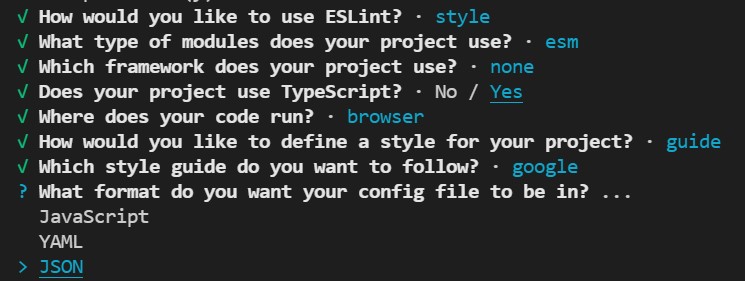 √ How would you like to use ESLint? · style
√ What type of modules does your project use? · esm
√ Which framework does your project use? · none
√ Does your project use TypeScript? · No / Yes
√ Where does your code run? · browser
√ How would you like to define a style for your project? · guide
√ Which style guide do you want to follow? · google
? What format do you want your config file to be in? ...
JavaScript
YAML
> JSON